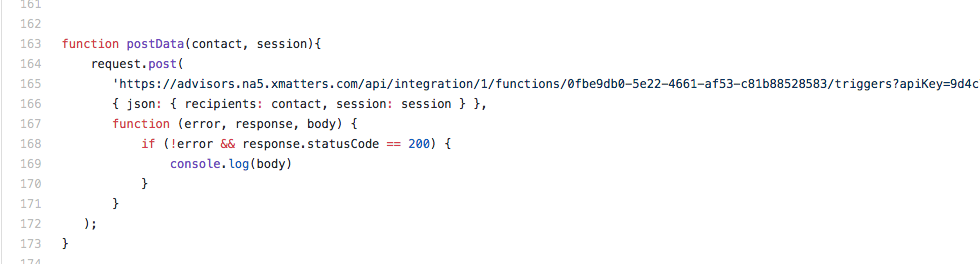 161
162
163 function postData(contact, session){
164 request.post(
165 'https://advisors.na5.xmatters.com/api/integration/1/functions/0fbe9db0-5e22-4661-af53-c81b88528583/triggers?apiKey=9d4c
166 { json: { recipients: contact, session: session } },
167 function (error, response, body) {
168 if (!error && response.statusCode == 200) {
169 console.log(body)
170 }
171 }
172 );
173 }
174